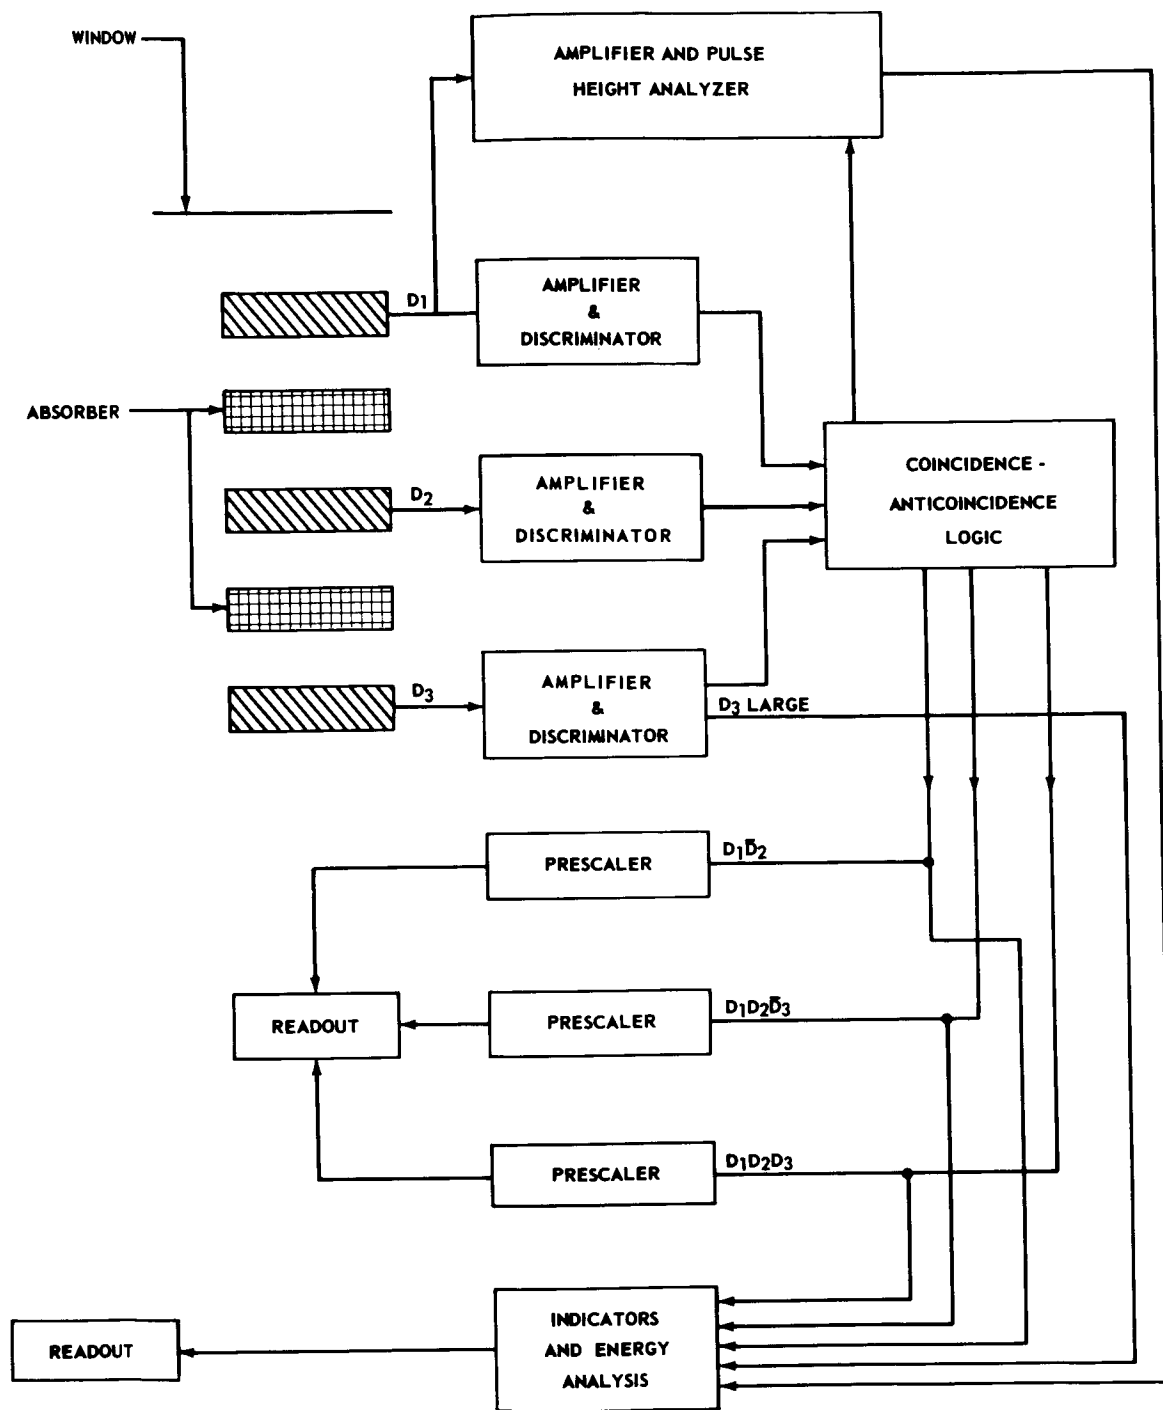 WINDOW
AMPLIFIER AND PULSE
HEIGHT ANALYZER
D1
AMPLIFIER
&
DISCRIMINATOR
ABSORBER
D2
AMPLIFIER
&
DISCRIMINATOR
COINCIDENCE -
ANTICOINCIDENCE
LOGIC
D3
AMPLIFIER
&
DISCRIMINATOR
D3 LARGE
PRESCALER
D1D̄2
READOUT
PRESCALER
D1D2D̄3
PRESCALER
D1D2D3
READOUT
INDICATORS
AND ENERGY
ANALYSIS